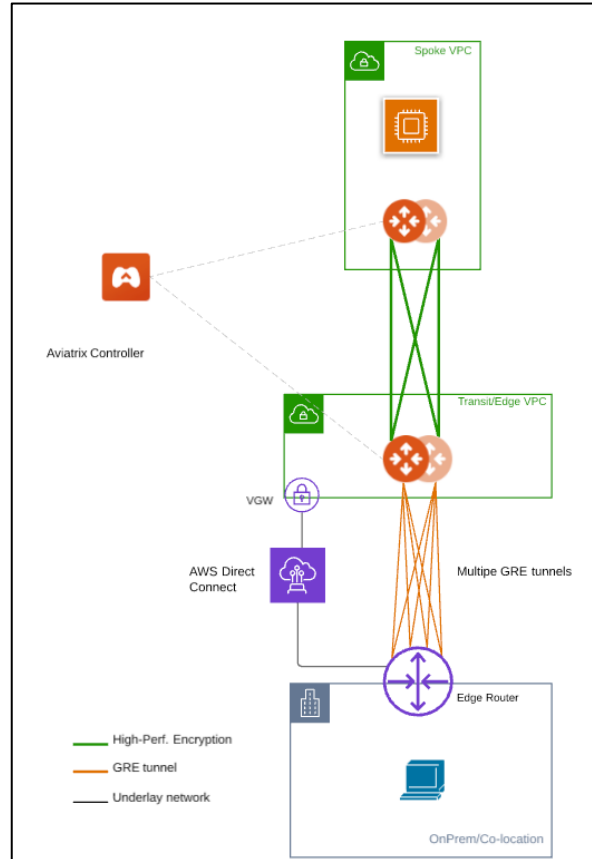 Spoke VPC
Aviatrix Controller
Transit/Edge VPC
VGW
AWS Direct
Connect
Multipe GRE tunnels
Edge Router
High-Perf. Encryption
GRE tunnel
Underlay network
OnPrem/Co-location